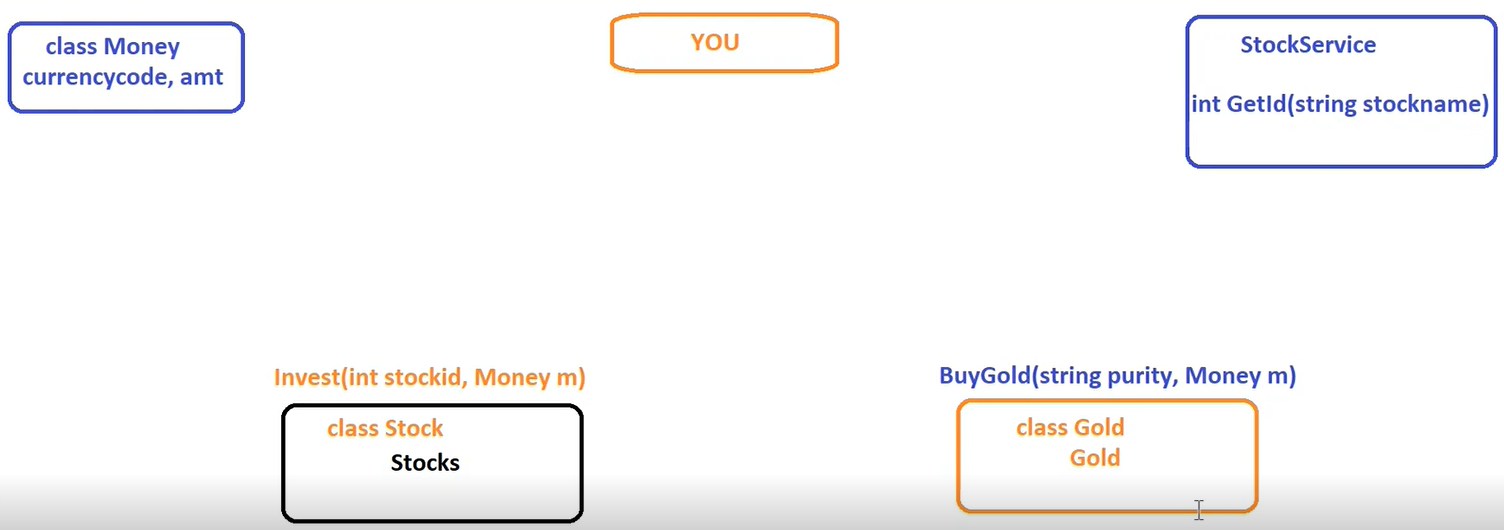 class Money
currencycode, amt
YOU
StockService
int GetId(string stockname)
Invest(int stockid, Money m)
class Stock
Stocks
BuyGold(string purity, Money m)
class Gold
Gold